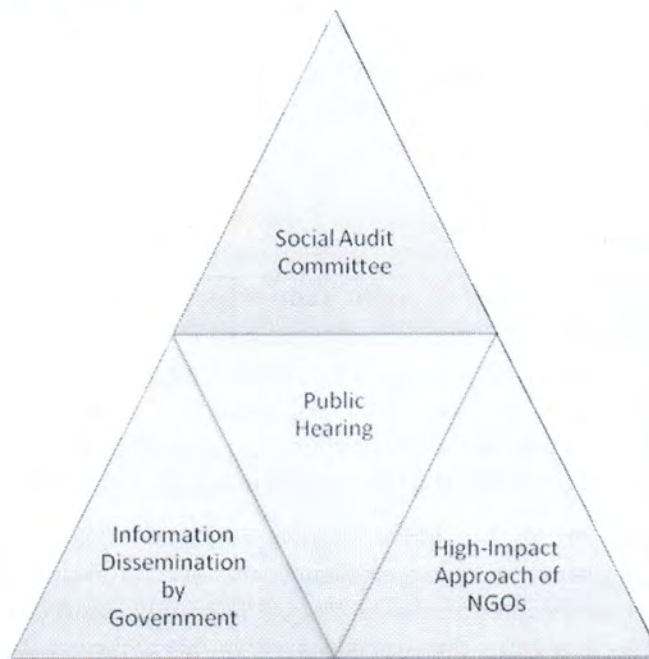 Social Audit
Committee
Public
Hearing
Information
Dissemination
by
Government
High-Impact
Approach of
NGOs